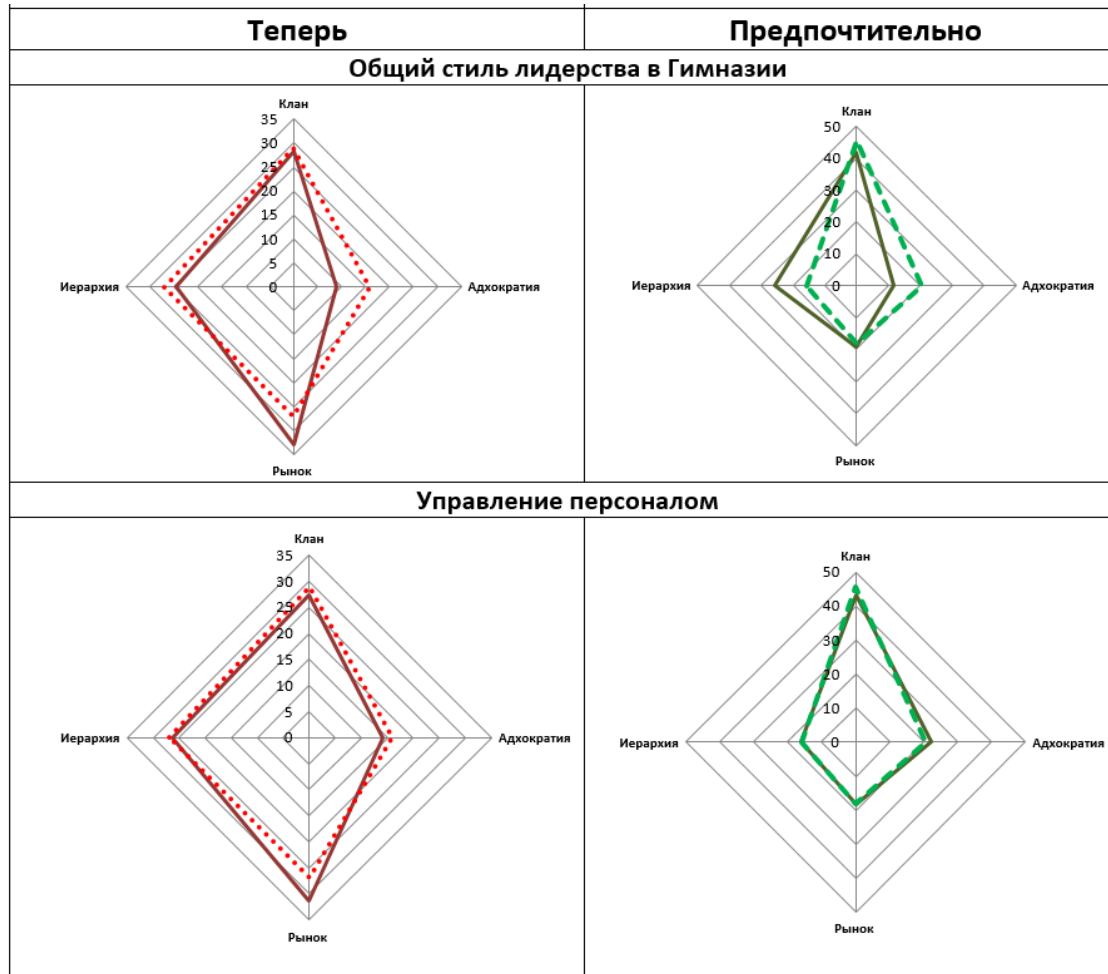 Теперь
Предпочтительно
Общий стиль лидерства в Гимназии
Клан
35
30
25
20
15
10
5
0
Иерархия
Адхократия
Рынок
Клан
50
40
30
20
10
0
Иерархия
Адхократия
Рынок
Управление персоналом
Клан
35
30
25
20
15
10
5
0
Иерархия
Адхократия
Рынок
Клан
50
40
30
20
10
0
Иерархия
Адхократия
Рынок